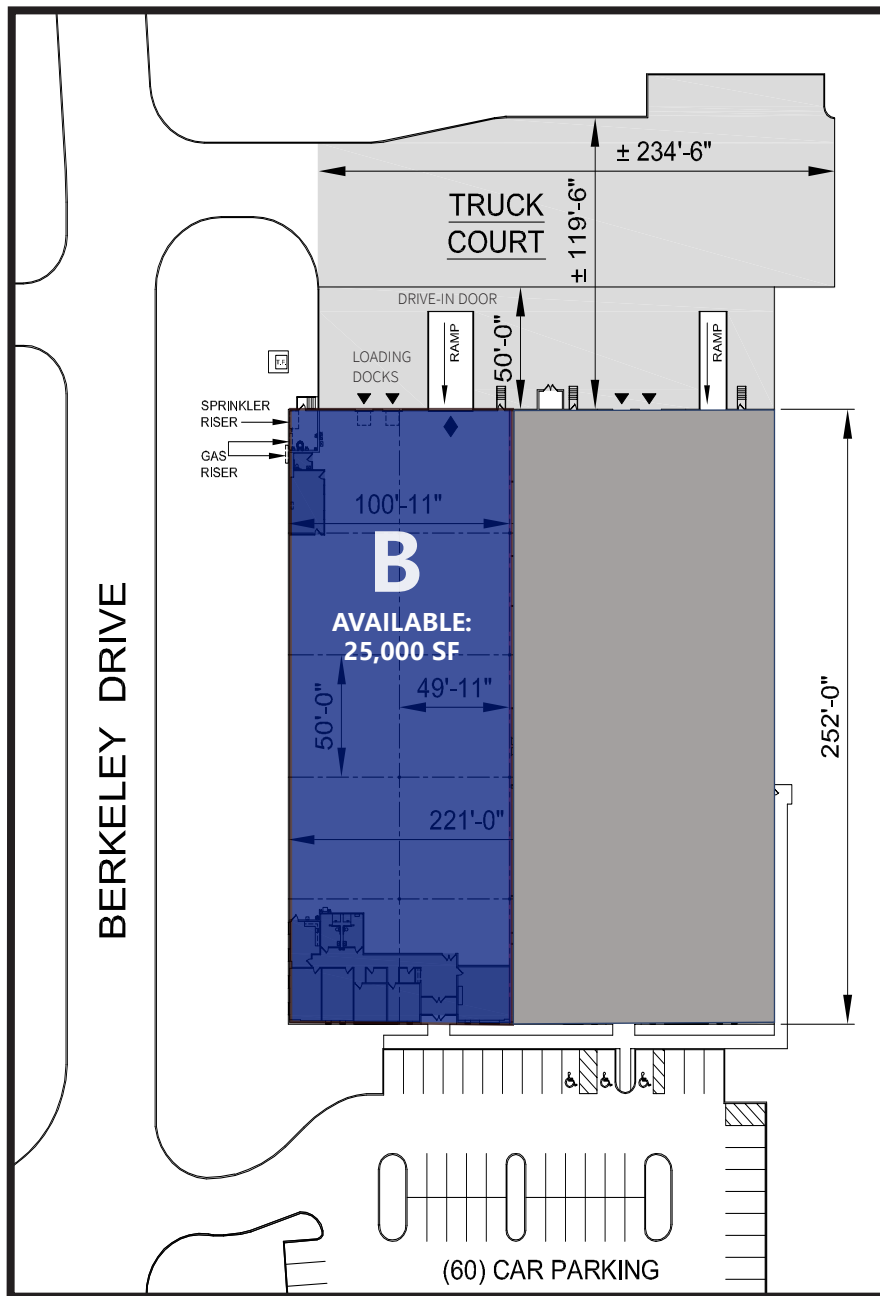 ± 234'-6"
TRUCK
COURT
± 119'-6"
DRIVE-IN DOOR
50'-0"
RAMP
RAMP
LOADING
DOCKS
T.F.
SPRINKLER
RISER
GAS
RISER
100'-11"
B
AVAILABLE:
25,000 SF
49'-11"
50'-0"
252'-0"
221'-0"
BERKELEY DRIVE
(60) CAR PARKING